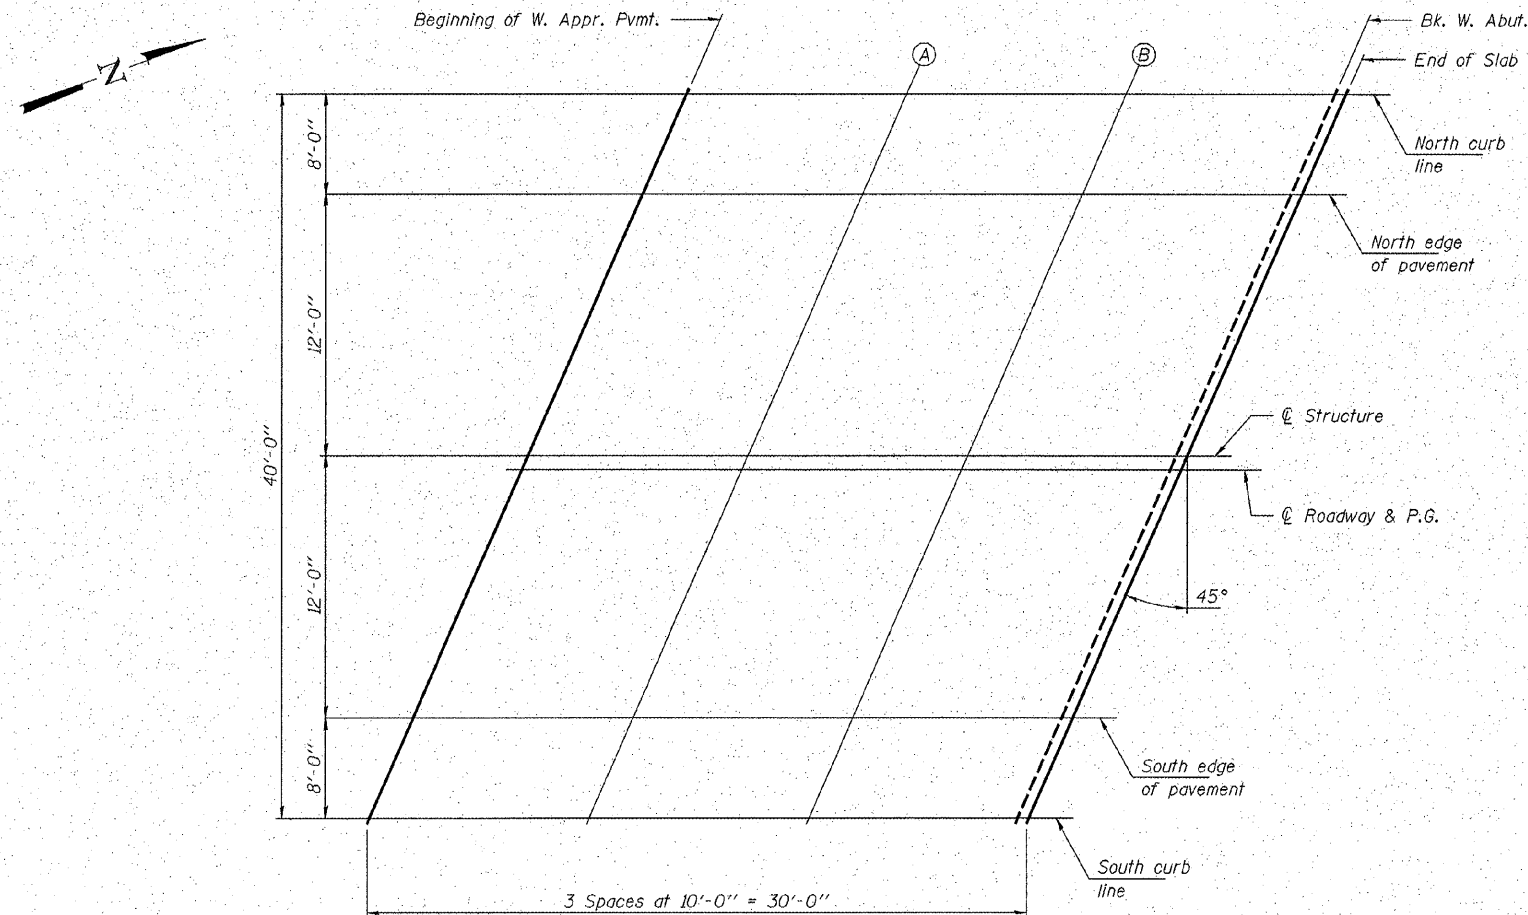 Beginning of W. Appr. Pvmt.
Bk. W. Abut.
A
B
End of Slab
N
8'-0"
North curb
line
North edge
of pavement
12'-0"
℄ Structure
40'-0"
℄ Roadway & P.G.
12'-0"
45°
8'-0"
South edge
of pavement
South curb
line
3 Spaces at 10'-0" = 30'-0"